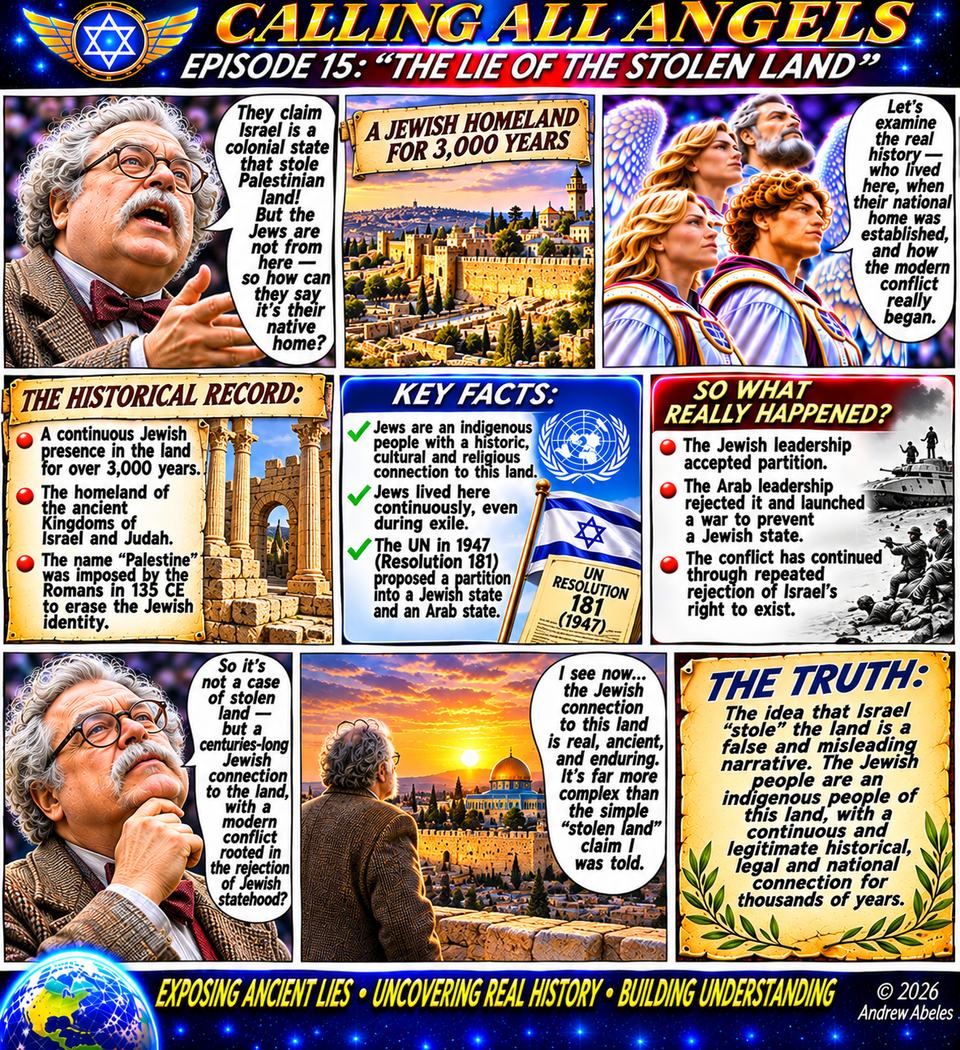 CALLING ALL ANGELS
EPISODE 15: “THE LIE OF THE STOLEN LAND”
They claim
Israel is a
colonial state
that stole
Palestinian
land!
But the
Jews are
not from
here —
so how can
they say
it’s their
native
home?
A JEWISH HOMELAND
FOR 3,000 YEARS
Let’s
examine
the real
history —
who lived
here, when
their national
home was
established,
and how
the modern
conflict
really
began.
THE HISTORICAL RECORD:
A continuous Jewish
presence in the land
for over 3,000 years.
The homeland of
the ancient
Kingdoms of
Israel and Judah.
The name “Palestine”
was imposed by the
Romans in 135 CE
to erase the Jewish
identity.
KEY FACTS:
Jews are an indigenous
people with a historic,
cultural and religious
connection to this land.
Jews lived here
continuously, even
during exile.
The UN in 1947
(Resolution 181)
proposed a partition
into a Jewish state
and an Arab state.
UN
RESOLUTION
181
(1947)
SO WHAT
REALLY HAPPENED?
The Jewish leadership
accepted partition.
The Arab leadership
rejected it and launched
a war to prevent
a Jewish state.
The conflict has continued
through repeated
rejection of Israel’s
right to exist.
So it’s
not a case
of stolen
land —
but a
centuries-long
Jewish
connection
to the land,
with a
modern
conflict
rooted in
the rejection
of Jewish
statehood?
I see now...
the Jewish
connection
to this land
is real, ancient,
and enduring.
It’s far more
complex than
the simple
“stolen land”
claim I
was told.
THE TRUTH:
The idea that Israel
“stole” the land is a
false and misleading
narrative. The Jewish
people are an
indigenous people of
this land, with a
continuous and
legitimate historical,
legal and national
connection for
thousands of years.
EXPOSING ANCIENT LIES • UNCOVERING REAL HISTORY • BUILDING UNDERSTANDING
© 2026
Andrew Abeles